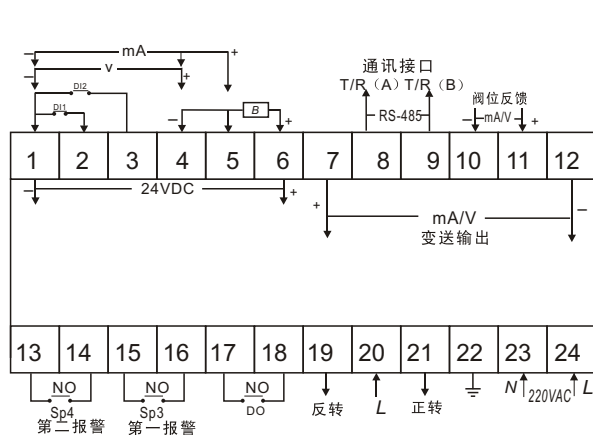 − mA +
− V +
DI2
DI1
− B +
通讯接口
T/R（A）T/R（B）
RS-485
阀位反馈
− mA/V +
1 2 3 4 5 6 7 8 9 10 11 12
− 24VDC +
+ mA/V −
变送输出
13 14 15 16 17 18 19 20 21 22 23 24
NO NO NO
Sp4 Sp3 DO
第二报警 第一报警
反转 L 正转 N 220VAC L